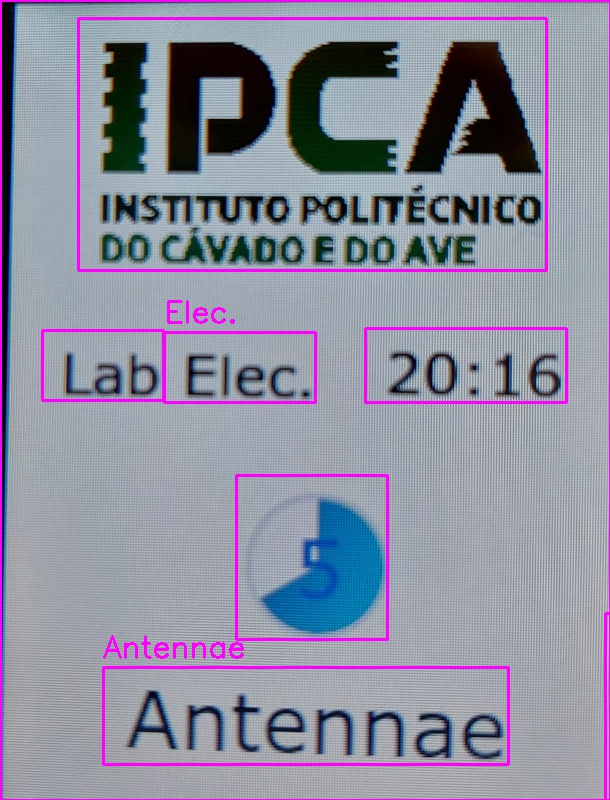 IPCA
INSTITUTO POLITÉCNICO
DO CÁVADO E DO AVE
Elec.
Lab Elec. 20:16
5
Antennae
Antennae